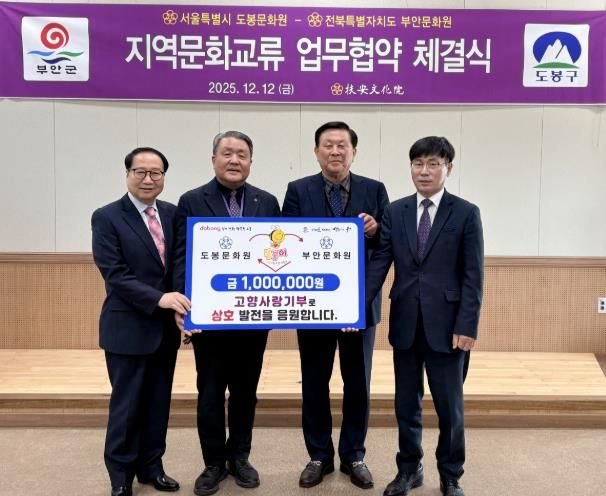 서울특별시 도봉문화원 – 전북특별자치도 부안문화원
지역문화교류 업무협약 체결식
부안군
도봉구
2025. 12. 12 (금)
扶安文化院
dobong
도봉문화원
부안문화원
금 1,000,000원
고향사랑기부로
상호 발전을 응원합니다.